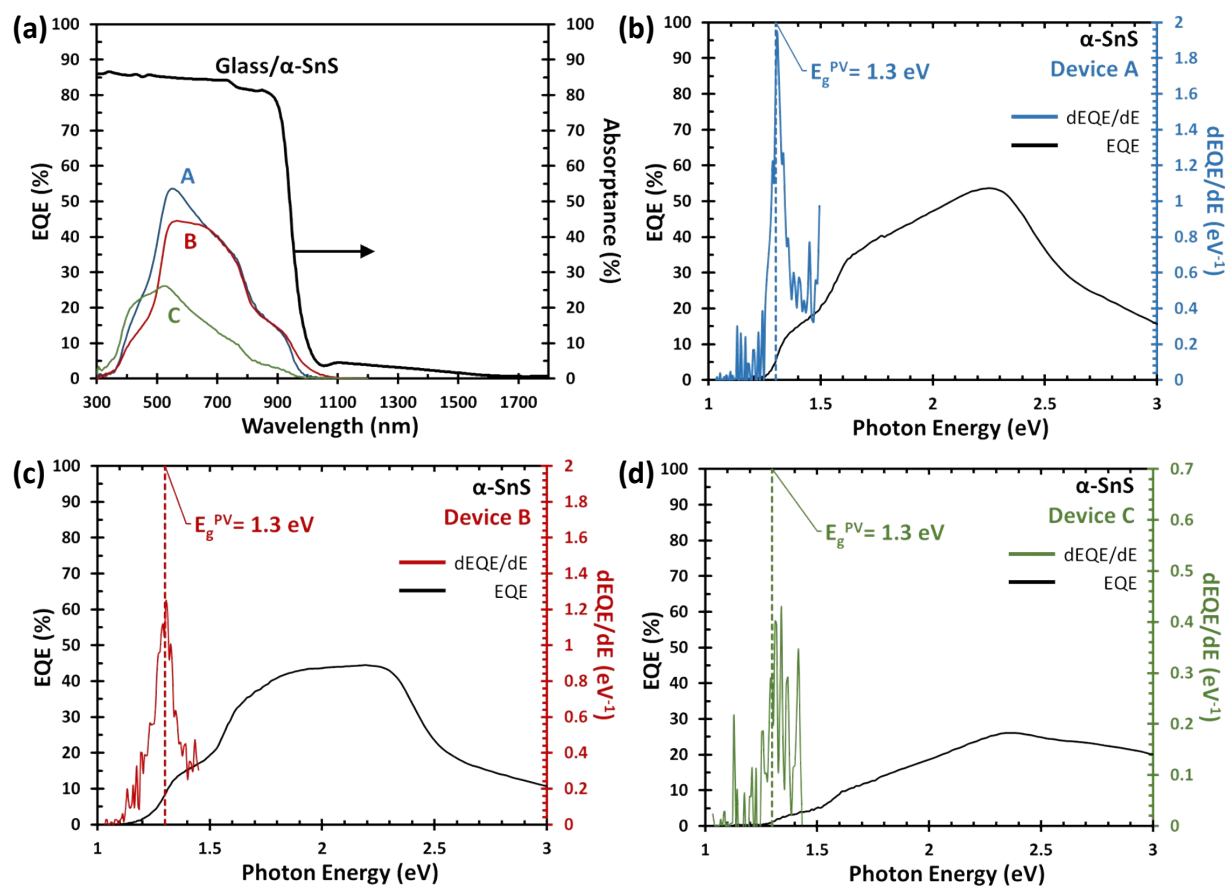 (a)
100
90
80
70
60
50
40
30
20
10
0
EQE (%)
Glass/α-SnS
A
B
C
100
90
80
70
60
50
40
30
20
10
0
Absorptance (%)
300 500 700 900 1100 1300 1500 1700
Wavelength (nm)
(b)
100
90
80
70
60
50
40
30
20
10
0
EQE (%)
α-SnS
Device A
EgPV= 1.3 eV
dEQE/dE
EQE
2
1.8
1.6
1.4
1.2
1
0.8
0.6
0.4
0.2
0
dEQE/dE (eV-1)
1 1.5 2 2.5 3
Photon Energy (eV)
(c)
100
90
80
70
60
50
40
30
20
10
0
EQE (%)
α-SnS
Device B
EgPV= 1.3 eV
dEQE/dE
EQE
2
1.8
1.6
1.4
1.2
1
0.8
0.6
0.4
0.2
0
dEQE/dE (eV-1)
1 1.5 2 2.5 3
Photon Energy (eV)
(d)
100
90
80
70
60
50
40
30
20
10
0
EQE (%)
α-SnS
Device C
EgPV= 1.3 eV
dEQE/dE
EQE
0.7
0.6
0.5
0.4
0.3
0.2
0.1
0
dEQE/dE (eV-1)
1 1.5 2 2.5 3
Photon Energy (eV)